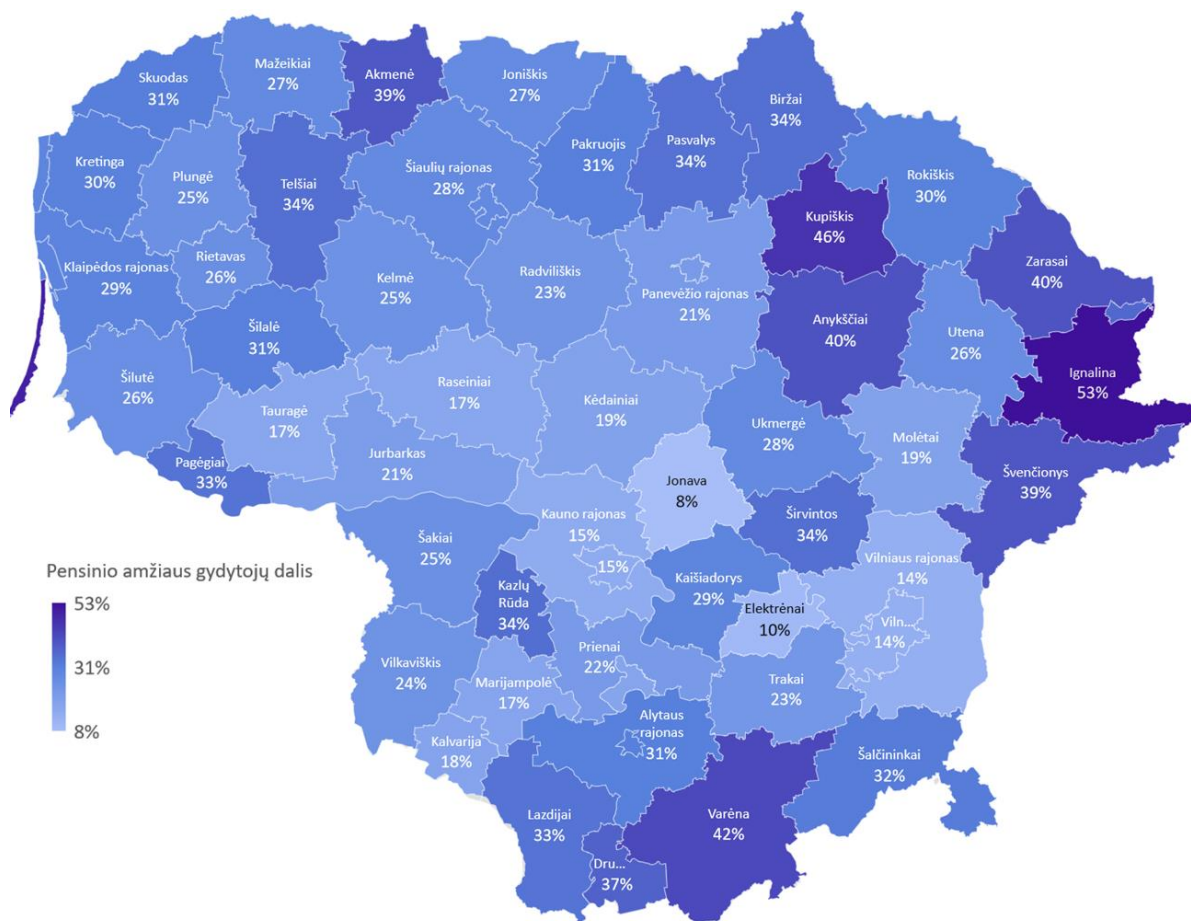 Skuodas
31%
Mažeikiai
27%
Akmenė
39%
Joniškis
27%
Biržai
34%
Kretinga
30%
Plungė
25%
Telšiai
34%
Šiaulių rajonas
28%
Pakruojis
31%
Pasvalys
34%
Rokiškis
30%
Kupiškis
46%
Klaipėdos rajonas
29%
Rietavas
26%
Kelmė
25%
Radviliškis
23%
Panevėžio rajonas
21%
Anykščiai
40%
Zarasai
40%
Utena
26%
Ignalina
53%
Šilalė
31%
Šilutė
26%
Tauragė
17%
Raseiniai
17%
Kėdainiai
19%
Ukmergė
28%
Molėtai
19%
Švenčionys
39%
Pagėgiai
33%
Jurbarkas
21%
Jonava
8%
Širvintos
34%
Šakiai
25%
Kauno rajonas
15%
15%
Kaišiadorys
29%
Vilniaus rajonas
14%
Pensinio amžiaus gydytojų dalis
53%
31%
8%
Kazlų
Rūda
34%
Elektrėnai
10%
Viln...
14%
Vilkaviškis
24%
Prienai
22%
Marijampolė
17%
Trakai
23%
Kalvarija
18%
Alytaus
rajonas
31%
Šalčininkai
32%
Lazdijai
33%
Varėna
42%
Dru...
37%